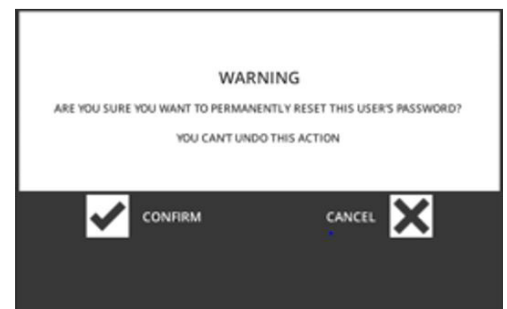 WARNING
ARE YOU SURE YOU WANT TO PERMANENTLY RESET THIS USER'S PASSWORD?
YOU CAN'T UNDO THIS ACTION
CONFIRM
CANCEL